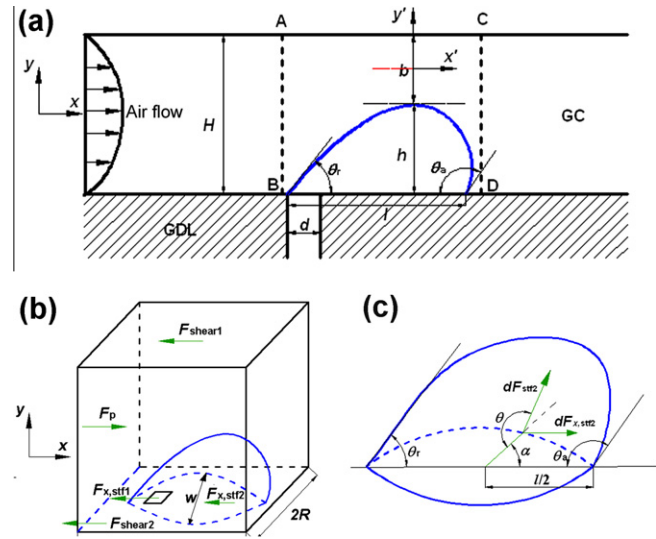 (a)
A
C
y'
y
x
Air flow
H
b
x'
h
GC
θr
θa
B
D
l
GDL
d
(b)
Fshear1
y
x
Fp
Fx,stf1
w
Fx,stf2
Fshear2
2R
(c)
dFstf2
dFx,stf2
θ
α
θr
θa
l/2